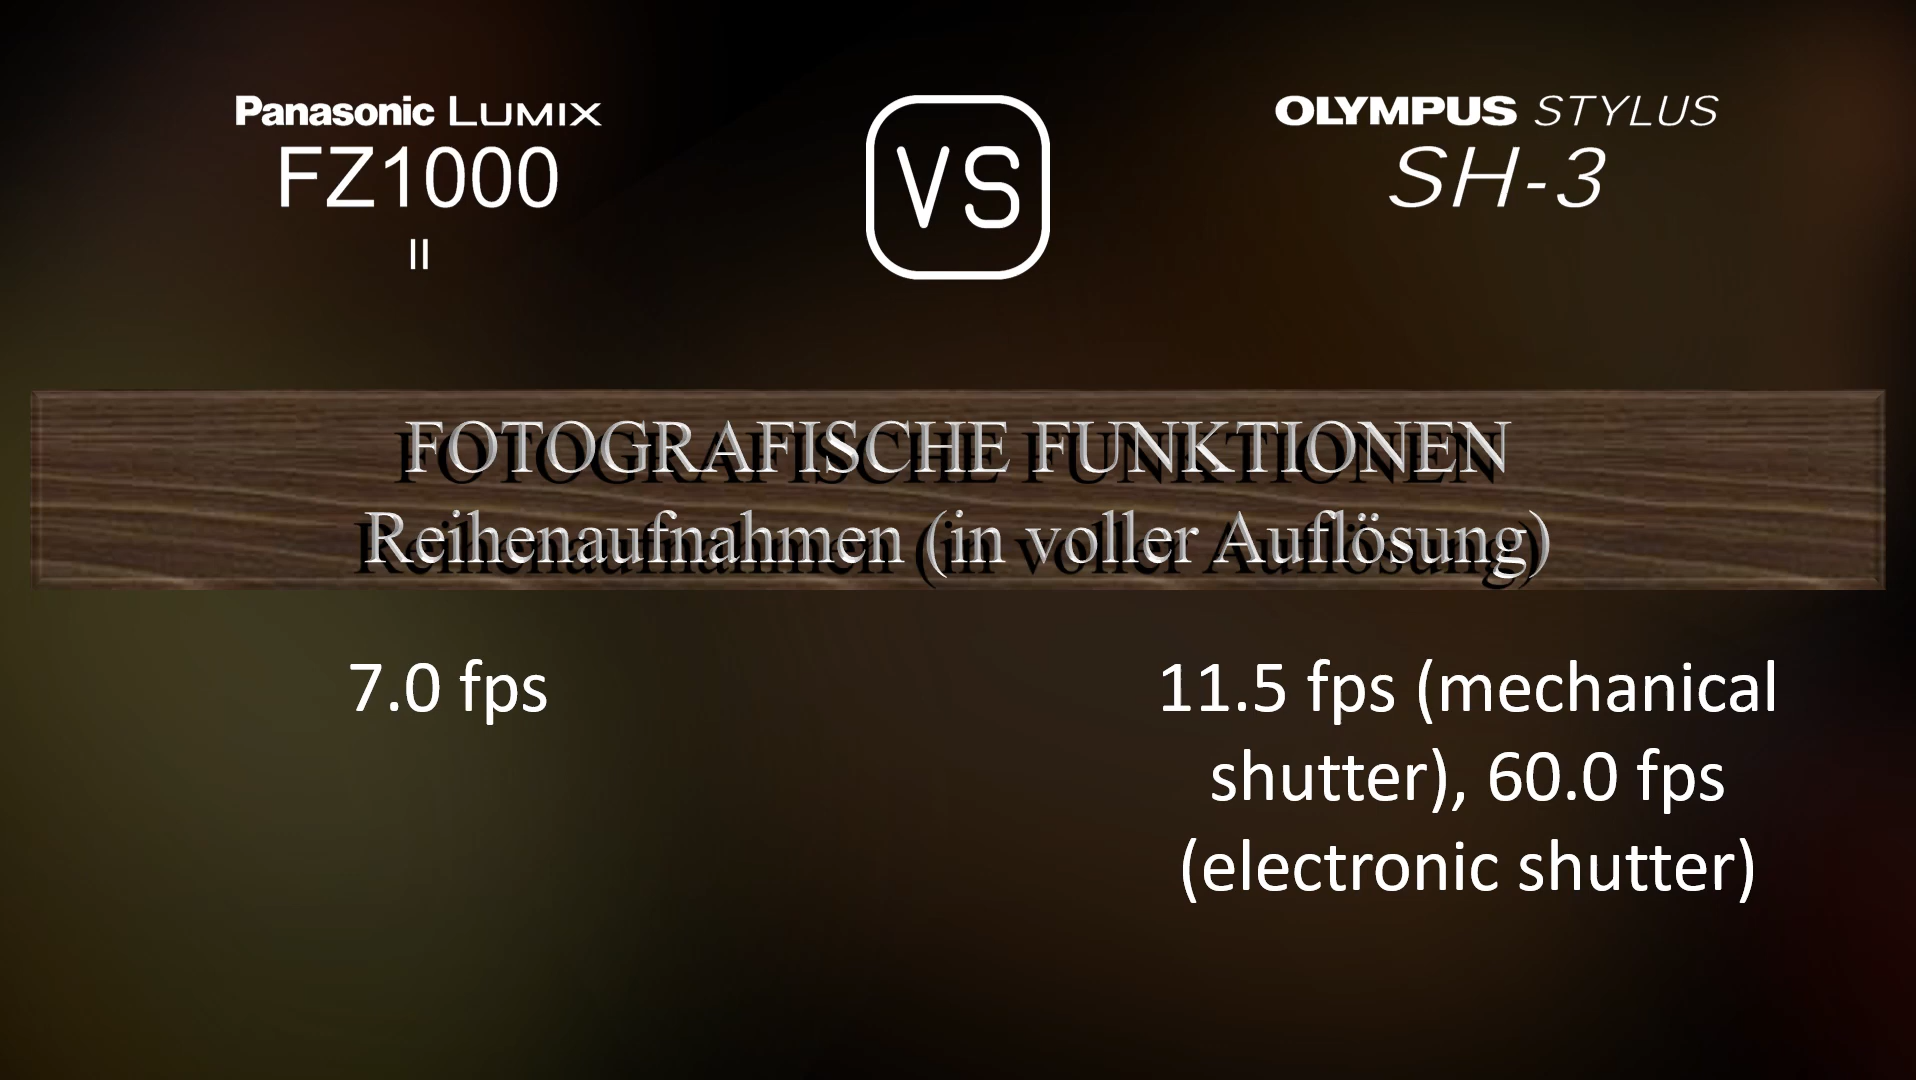 Panasonic LUMIX
FZ1000
II
VS
OLYMPUS STYLUS
SH-3
FOTOGRAFISCHE FUNKTIONEN
Reihenaufnahmen (in voller Auflösung)
7.0 fps
11.5 fps (mechanical
shutter), 60.0 fps
(electronic shutter)